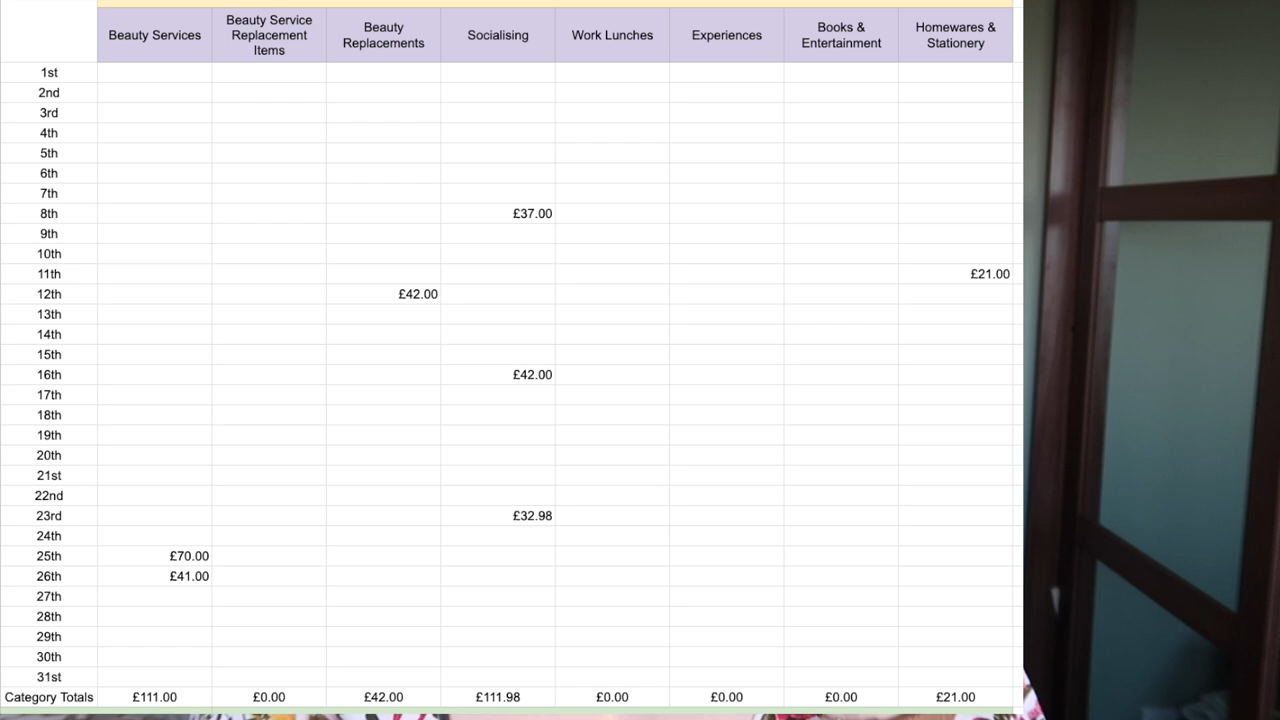 Beauty Services
Beauty Service
Replacement
Items
Beauty
Replacements
Socialising
Work Lunches
Experiences
Books &
Entertainment
Homewares &
Stationery
1st
2nd
3rd
4th
5th
6th
7th
8th £37.00
9th
10th
11th £21.00
12th £42.00
13th
14th
15th
16th £42.00
17th
18th
19th
20th
21st
22nd
23rd £32.98
24th
25th £70.00
26th £41.00
27th
28th
29th
30th
31st
Category Totals £111.00 £0.00 £42.00 £111.98 £0.00 £0.00 £0.00 £21.00